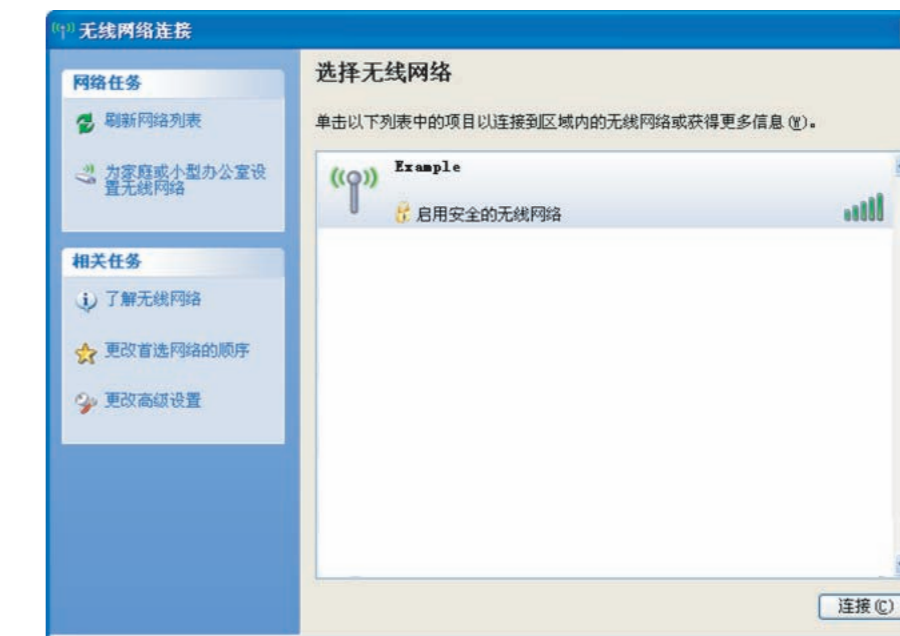 无线网络连接
网络任务
刷新网络列表
为家庭或小型办公室设
置无线网络
相关任务
了解无线网络
更改首选网络的顺序
更改高级设置
选择无线网络
单击以下列表中的项目以连接到区域内的无线网络或获得更多信息(W)。
Example
启用安全的无线网络
连接(C)